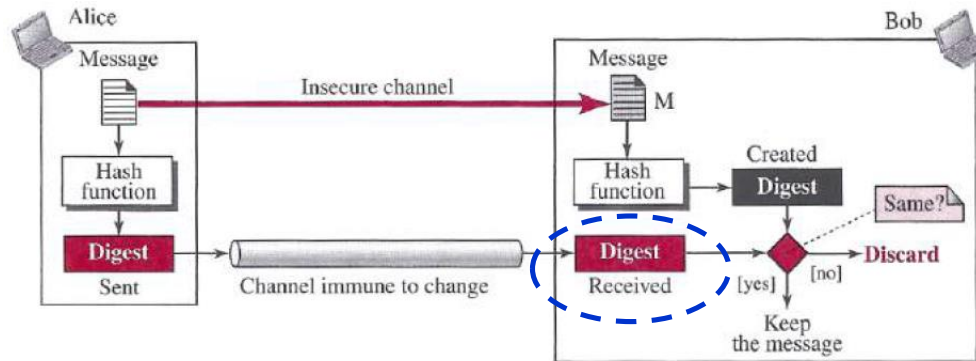 Alice
Bob
Message
Message
Insecure channel
M
Hash
function
Hash
function
Created
Digest
Same?
Digest
Sent
Channel immune to change
Digest
Received
[yes]
[no]
Discard
Keep
the message